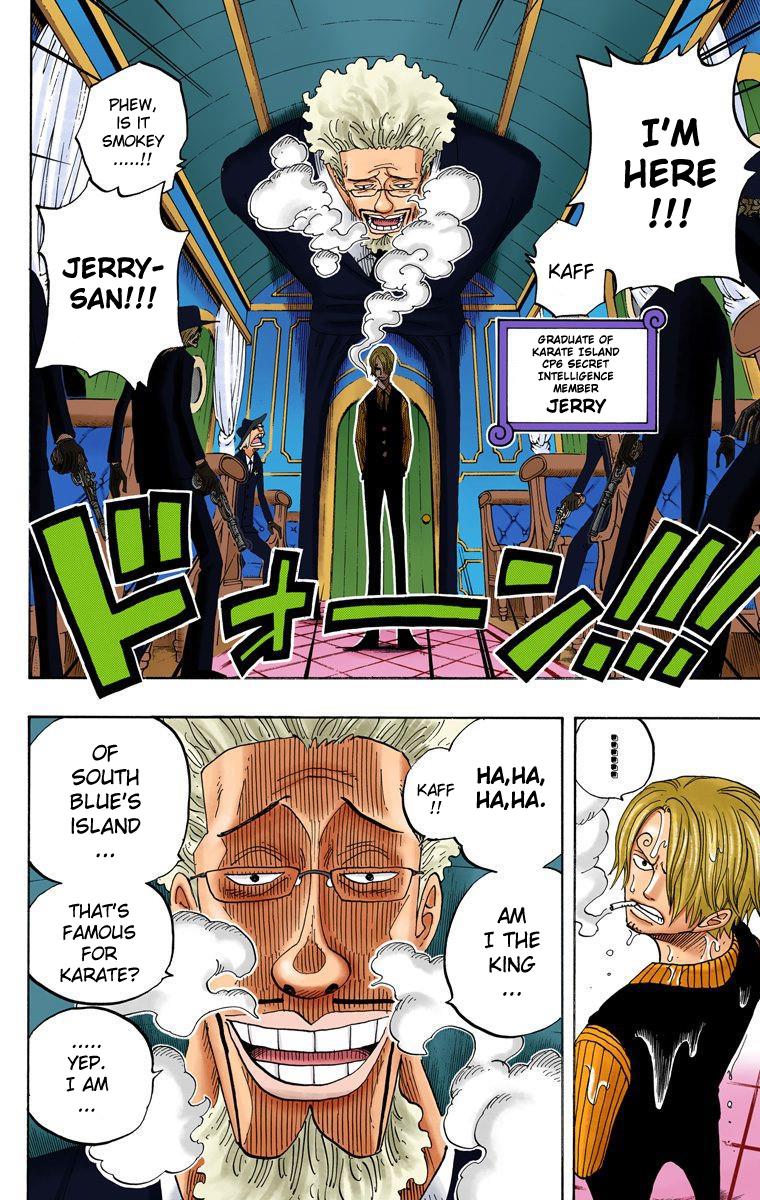 I'M
HERE
!!!
KAFF
PHEW,
IS IT
SMOKEY
.....!!
JERRY-
SAN!!!
GRADUATE OF
KARATE ISLAND
CP6 SECRET
INTELLIGENCE
MEMBER
JERRY
ドォーン!!!
HA,HA,
HA,HA.
KAFF
!!
AM
I THE
KING
...
OF
SOUTH
BLUE'S
ISLAND
...
THAT'S
FAMOUS
FOR
KARATE?
.....
YEP.
I AM
...